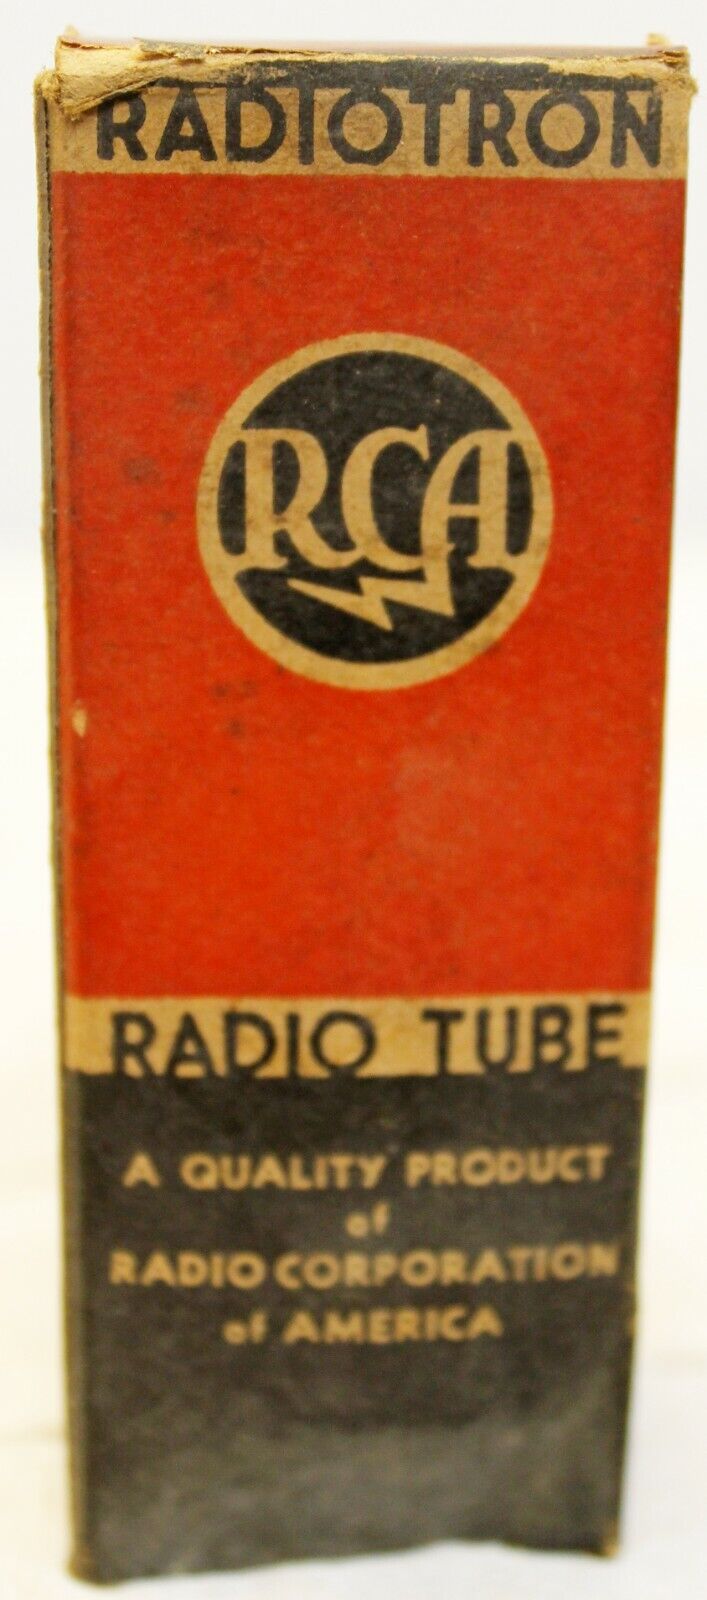 RADIOTRON
RCA
RADIO TUBE
A QUALITY PRODUCT
of
RADIO CORPORATION
of AMERICA